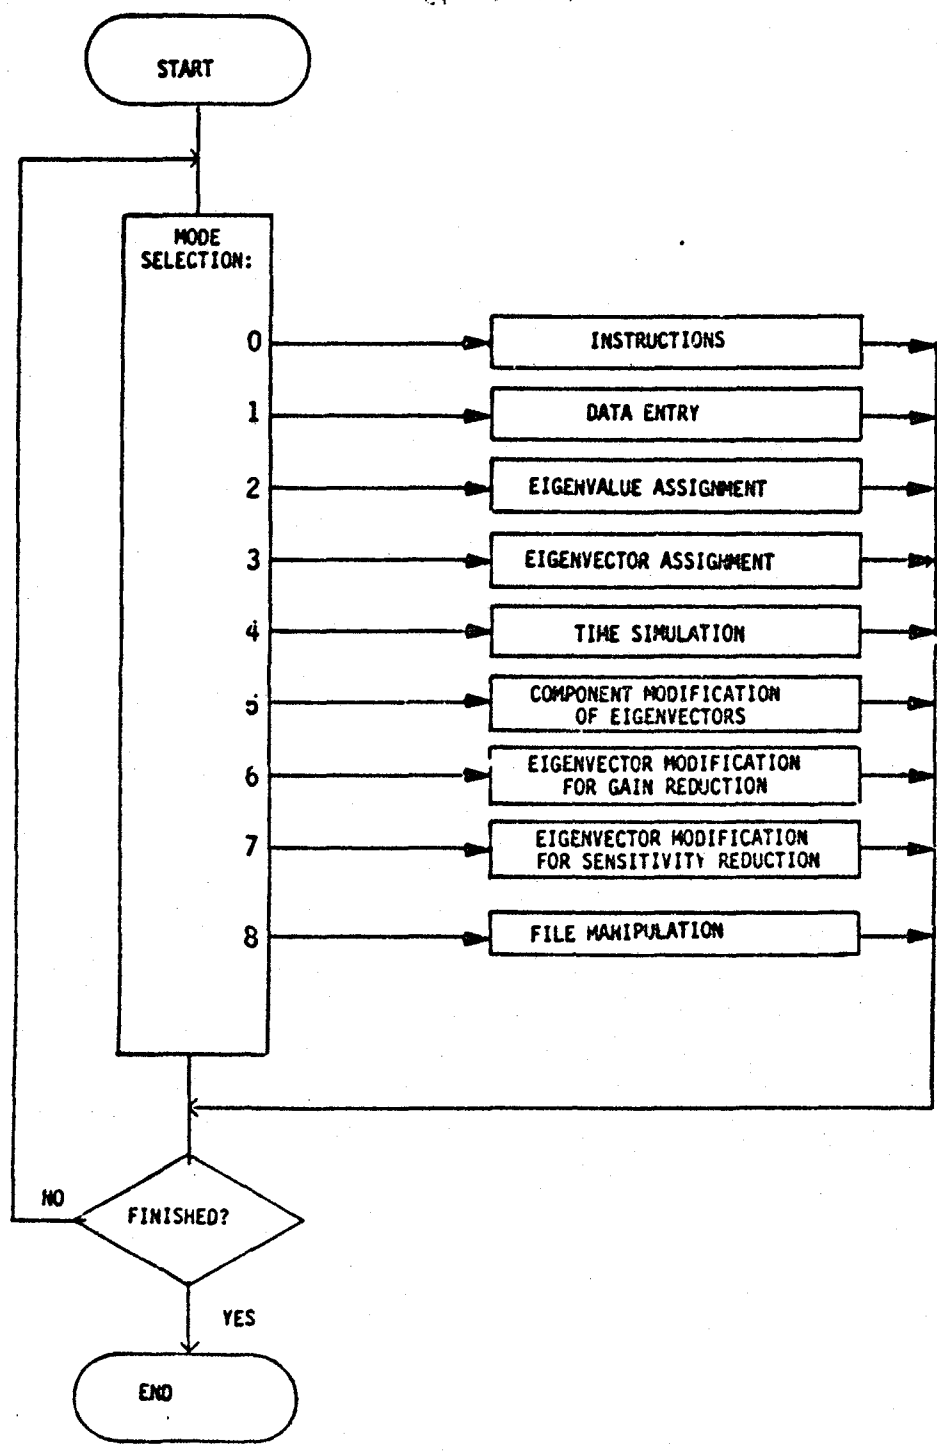 START
MODE
SELECTION:
0 INSTRUCTIONS
1 DATA ENTRY
2 EIGENVALUE ASSIGNMENT
3 EIGENVECTOR ASSIGNMENT
4 TIME SIMULATION
5 COMPONENT MODIFICATION
OF EIGENVECTORS
6 EIGENVECTOR MODIFICATION
FOR GAIN REDUCTION
7 EIGENVECTOR MODIFICATION
FOR SENSITIVITY REDUCTION
8 FILE MANIPULATION
NO
FINISHED?
YES
END